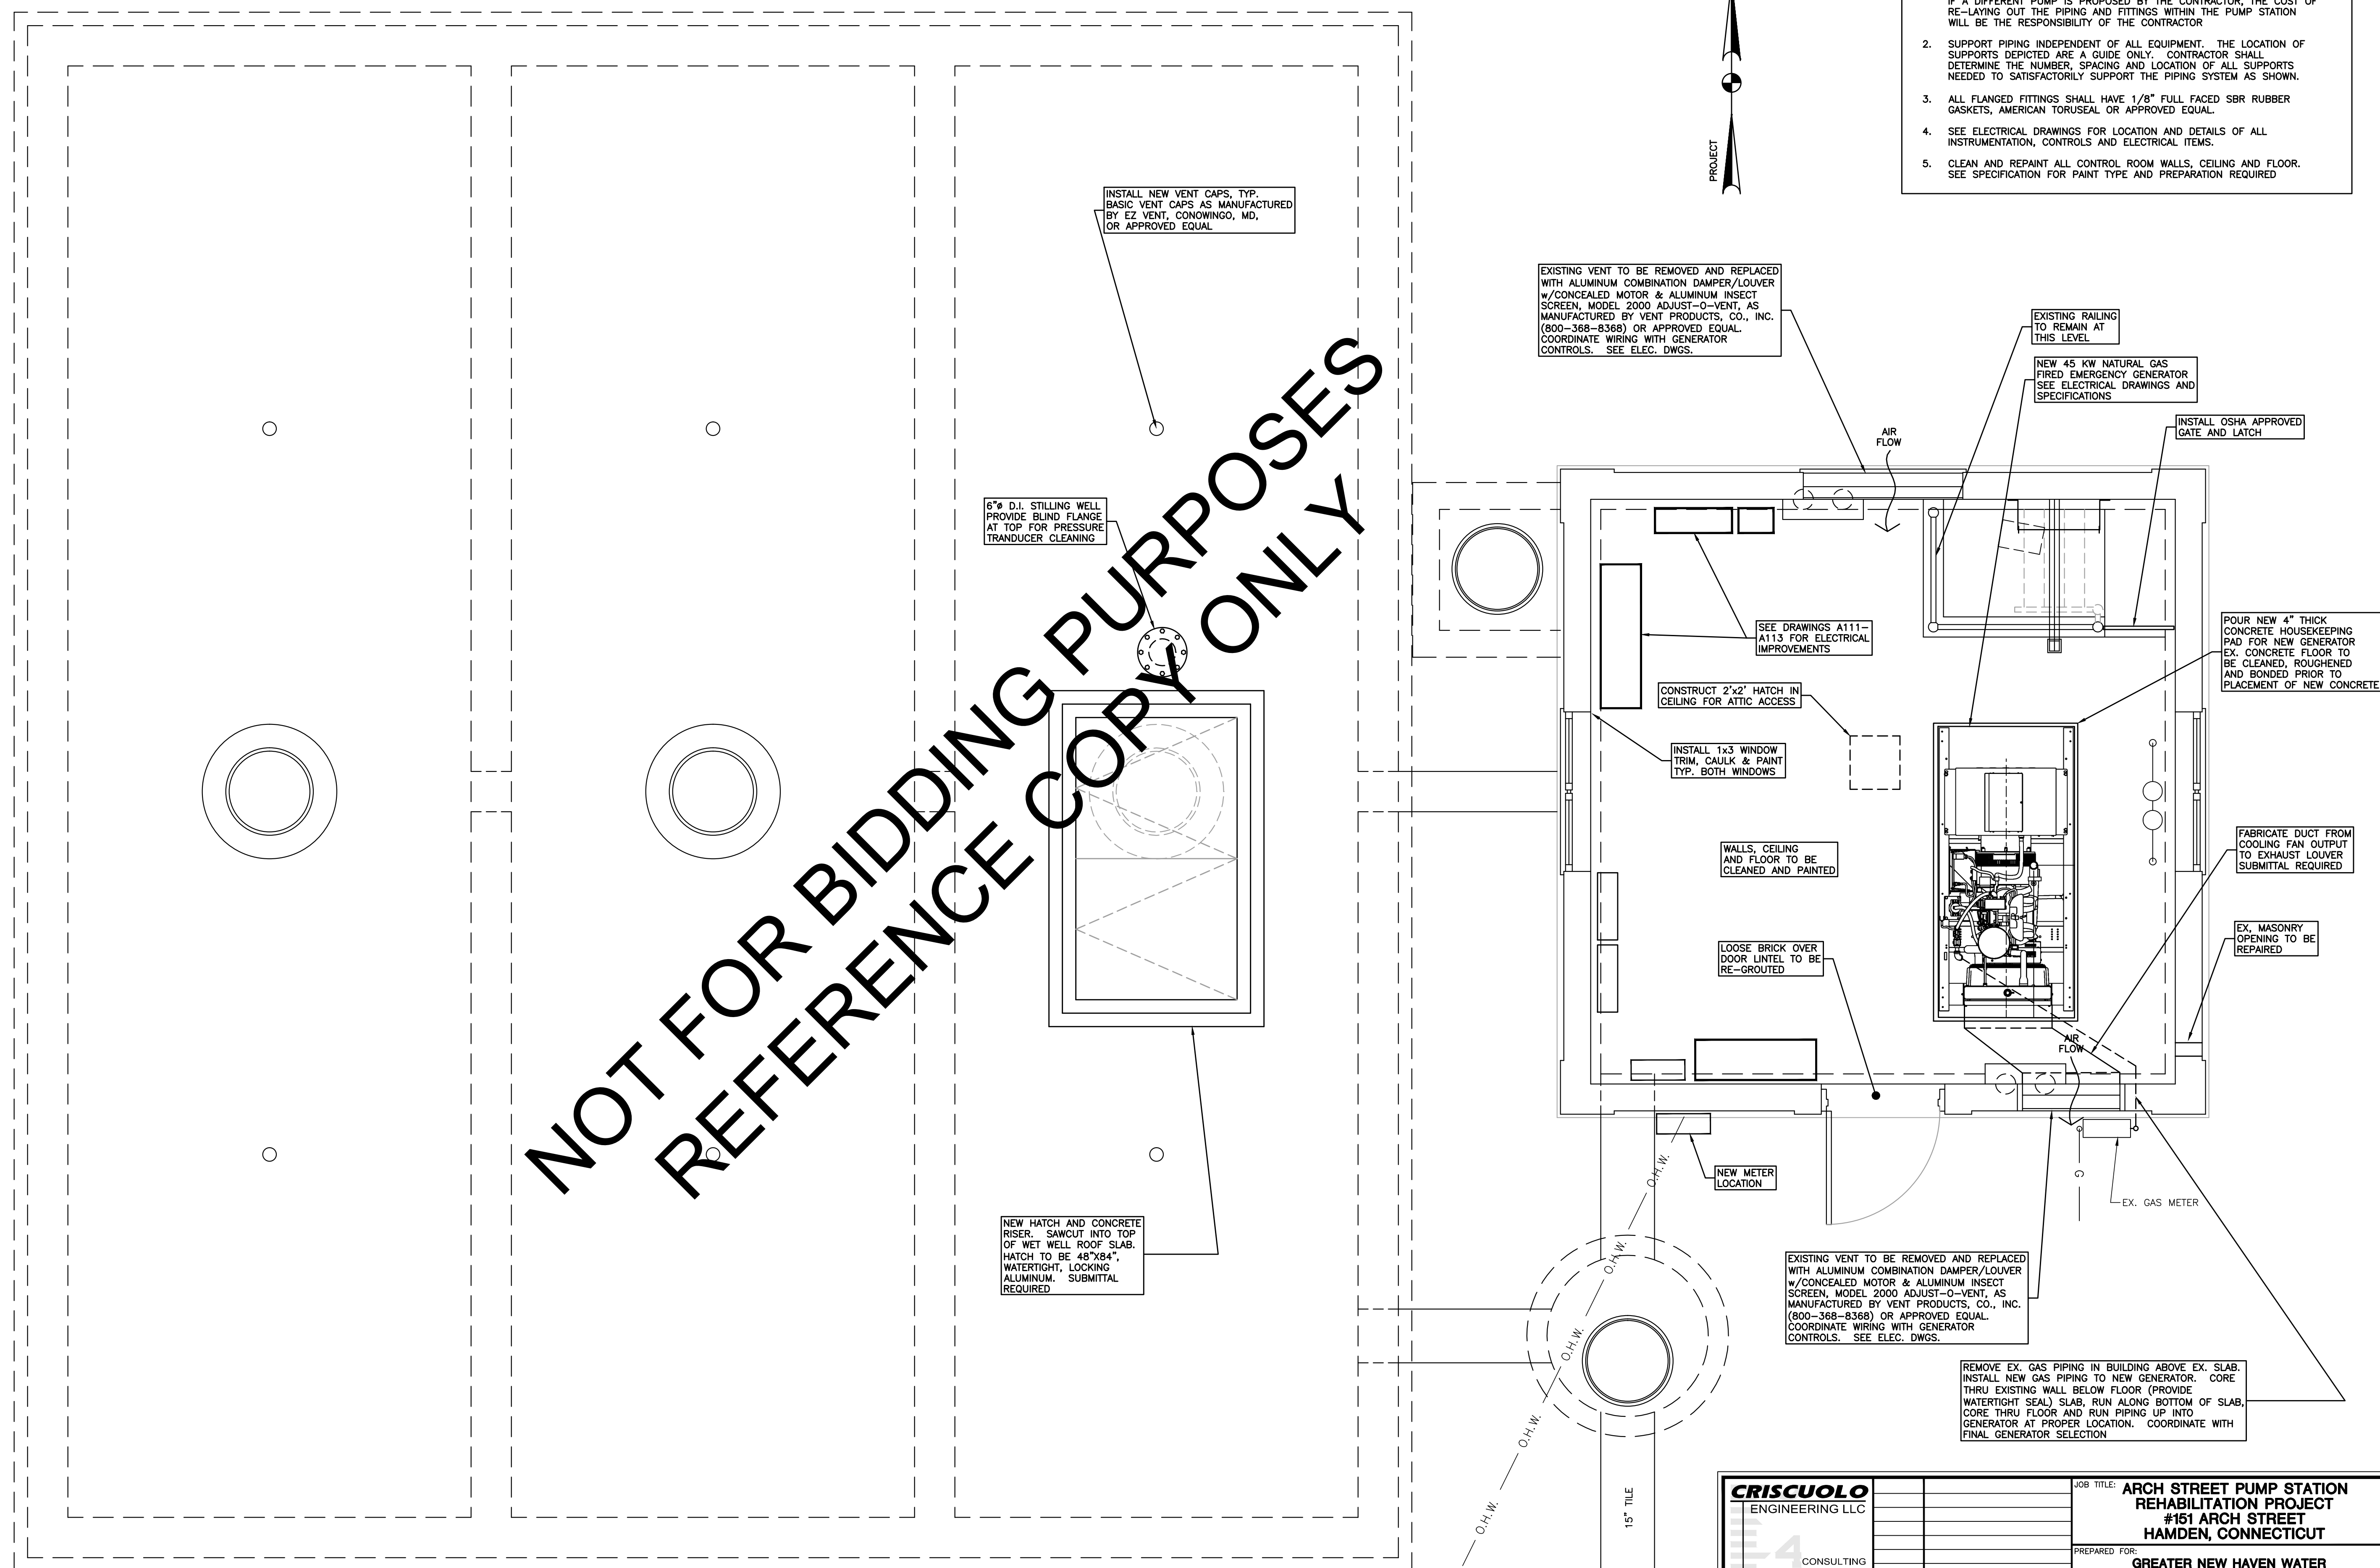 IF A DIFFERENT PUMP IS PROPOSED BY THE CONTRACTOR, THE COST OF
RE-LAYING OUT THE PIPING AND FITTINGS WITHIN THE PUMP STATION
WILL BE THE RESPONSIBILITY OF THE CONTRACTOR
2. SUPPORT PIPING INDEPENDENT OF ALL EQUIPMENT. THE LOCATION OF
SUPPORTS DEPICTED ARE A GUIDE ONLY. CONTRACTOR SHALL
DETERMINE THE NUMBER, SPACING AND LOCATION OF ALL SUPPORTS
NEEDED TO SATISFACTORILY SUPPORT THE PIPING SYSTEM AS SHOWN.
3. ALL FLANGED FITTINGS SHALL HAVE 1/8" FULL FACED SBR RUBBER
GASKETS, AMERICAN TORUSEAL OR APPROVED EQUAL.
4. SEE ELECTRICAL DRAWINGS FOR LOCATION AND DETAILS OF ALL
INSTRUMENTATION, CONTROLS AND ELECTRICAL ITEMS.
5. CLEAN AND REPAINT ALL CONTROL ROOM WALLS, CEILING AND FLOOR.
SEE SPECIFICATION FOR PAINT TYPE AND PREPARATION REQUIRED
PROJECT
INSTALL NEW VENT CAPS, TYP.
BASIC VENT CAPS AS MANUFACTURED
BY EZ VENT, CONOWINGO, MD,
OR APPROVED EQUAL
EXISTING VENT TO BE REMOVED AND REPLACED
WITH ALUMINUM COMBINATION DAMPER/LOUVER
w/CONCEALED MOTOR & ALUMINUM INSECT
SCREEN, MODEL 2000 ADJUST-O-VENT, AS
MANUFACTURED BY VENT PRODUCTS, CO., INC.
(800-368-8368) OR APPROVED EQUAL.
COORDINATE WIRING WITH GENERATOR
CONTROLS. SEE ELEC. DWGS.
EXISTING RAILING
TO REMAIN AT
THIS LEVEL
NEW 45 KW NATURAL GAS
FIRED EMERGENCY GENERATOR
SEE ELECTRICAL DRAWINGS AND
SPECIFICATIONS
INSTALL OSHA APPROVED
GATE AND LATCH
AIR
FLOW
6"ø D.I. STILLING WELL
PROVIDE BLIND FLANGE
AT TOP FOR PRESSURE
TRANDUCER CLEANING
SEE DRAWINGS A111-
A113 FOR ELECTRICAL
IMPROVEMENTS
POUR NEW 4" THICK
CONCRETE HOUSEKEEPING
PAD FOR NEW GENERATOR
EX. CONCRETE FLOOR TO
BE CLEANED, ROUGHENED
AND BONDED PRIOR TO
PLACEMENT OF NEW CONCRETE
CONSTRUCT 2'x2' HATCH IN
CEILING FOR ATTIC ACCESS
INSTALL 1x3 WINDOW
TRIM, CAULK & PAINT
TYP. BOTH WINDOWS
WALLS, CEILING
AND FLOOR TO BE
CLEANED AND PAINTED
FABRICATE DUCT FROM
COOLING FAN OUTPUT
TO EXHAUST LOUVER
SUBMITTAL REQUIRED
LOOSE BRICK OVER
DOOR LINTEL TO BE
RE-GROUTED
EX, MASONRY
OPENING TO BE
REPAIRED
AIR
FLOW
NOT FOR BIDDING PURPOSES
REFERENCE COPY ONLY
NEW METER
LOCATION
G
EX. GAS METER
NEW HATCH AND CONCRETE
RISER. SAWCUT INTO TOP
OF WET WELL ROOF SLAB.
HATCH TO BE 48"X84",
WATERTIGHT, LOCKING
ALUMINUM. SUBMITTAL
REQUIRED
O.H.W.
O.H.W.
O.H.W.
O.H.W.
O.H.W.
15" TILE
EXISTING VENT TO BE REMOVED AND REPLACED
WITH ALUMINUM COMBINATION DAMPER/LOUVER
w/CONCEALED MOTOR & ALUMINUM INSECT
SCREEN, MODEL 2000 ADJUST-O-VENT, AS
MANUFACTURED BY VENT PRODUCTS, CO., INC.
(800-368-8368) OR APPROVED EQUAL.
COORDINATE WIRING WITH GENERATOR
CONTROLS. SEE ELEC. DWGS.
REMOVE EX. GAS PIPING IN BUILDING ABOVE EX. SLAB.
INSTALL NEW GAS PIPING TO NEW GENERATOR. CORE
THRU EXISTING WALL BELOW FLOOR (PROVIDE
WATERTIGHT SEAL) SLAB, RUN ALONG BOTTOM OF SLAB,
CORE THRU FLOOR AND RUN PIPING UP INTO
GENERATOR AT PROPER LOCATION. COORDINATE WITH
FINAL GENERATOR SELECTION
CRISCUOLO
ENGINEERING LLC
CONSULTING
JOB TITLE: ARCH STREET PUMP STATION
REHABILITATION PROJECT
#151 ARCH STREET
HAMDEN, CONNECTICUT
PREPARED FOR:
GREATER NEW HAVEN WATER